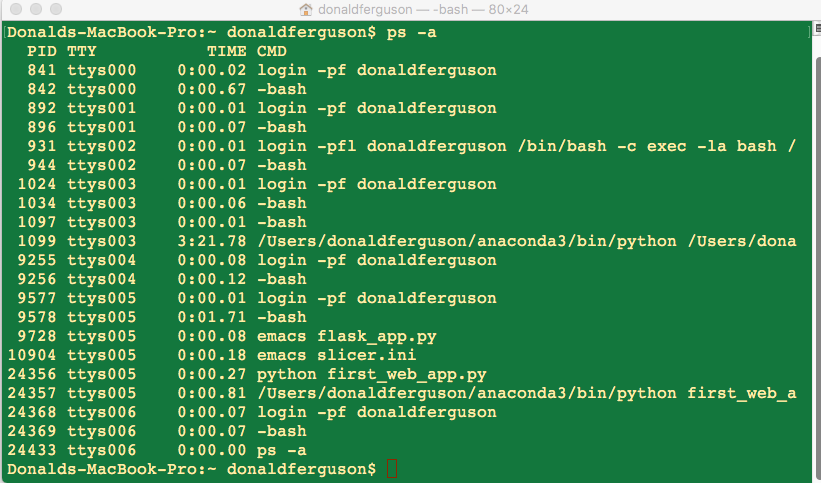 donaldferguson — -bash — 80×24
Donalds-MacBook-Pro:~ donaldferguson$ ps -a
  PID TTY           TIME CMD
  841 ttys000    0:00.02 login -pf donaldferguson
  842 ttys000    0:00.67 -bash
  892 ttys001    0:00.01 login -pf donaldferguson
  896 ttys001    0:00.07 -bash
  931 ttys002    0:00.01 login -pfl donaldferguson /bin/bash -c exec -la bash /
  944 ttys002    0:00.07 -bash
 1024 ttys003    0:00.01 login -pf donaldferguson
 1034 ttys003    0:00.06 -bash
 1097 ttys003    0:00.01 -bash
 1099 ttys003    3:21.78 /Users/donaldferguson/anaconda3/bin/python /Users/dona
 9255 ttys004    0:00.08 login -pf donaldferguson
 9256 ttys004    0:00.12 -bash
 9577 ttys005    0:00.01 login -pf donaldferguson
 9578 ttys005    0:01.71 -bash
 9728 ttys005    0:00.08 emacs flask_app.py
10904 ttys005    0:00.18 emacs slicer.ini
24356 ttys005    0:00.27 python first_web_app.py
24357 ttys005    0:00.81 /Users/donaldferguson/anaconda3/bin/python first_web_a
24368 ttys006    0:00.07 login -pf donaldferguson
24369 ttys006    0:00.07 -bash
24433 ttys006    0:00.00 ps -a
Donalds-MacBook-Pro:~ donaldferguson$